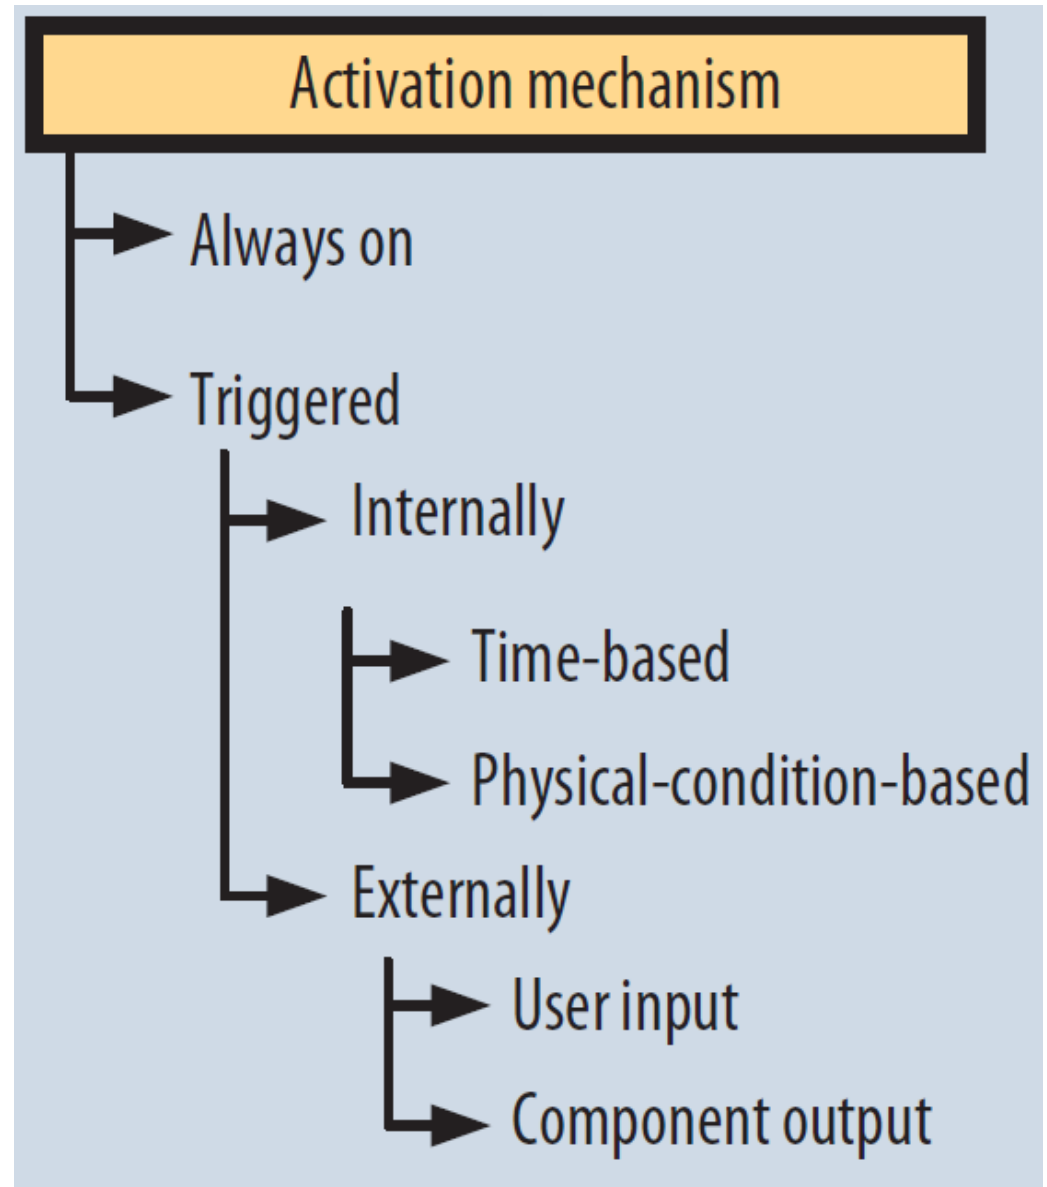 Activation mechanism
Always on
Triggered
Internally
Time-based
Physical-condition-based
Externally
User input
Component output